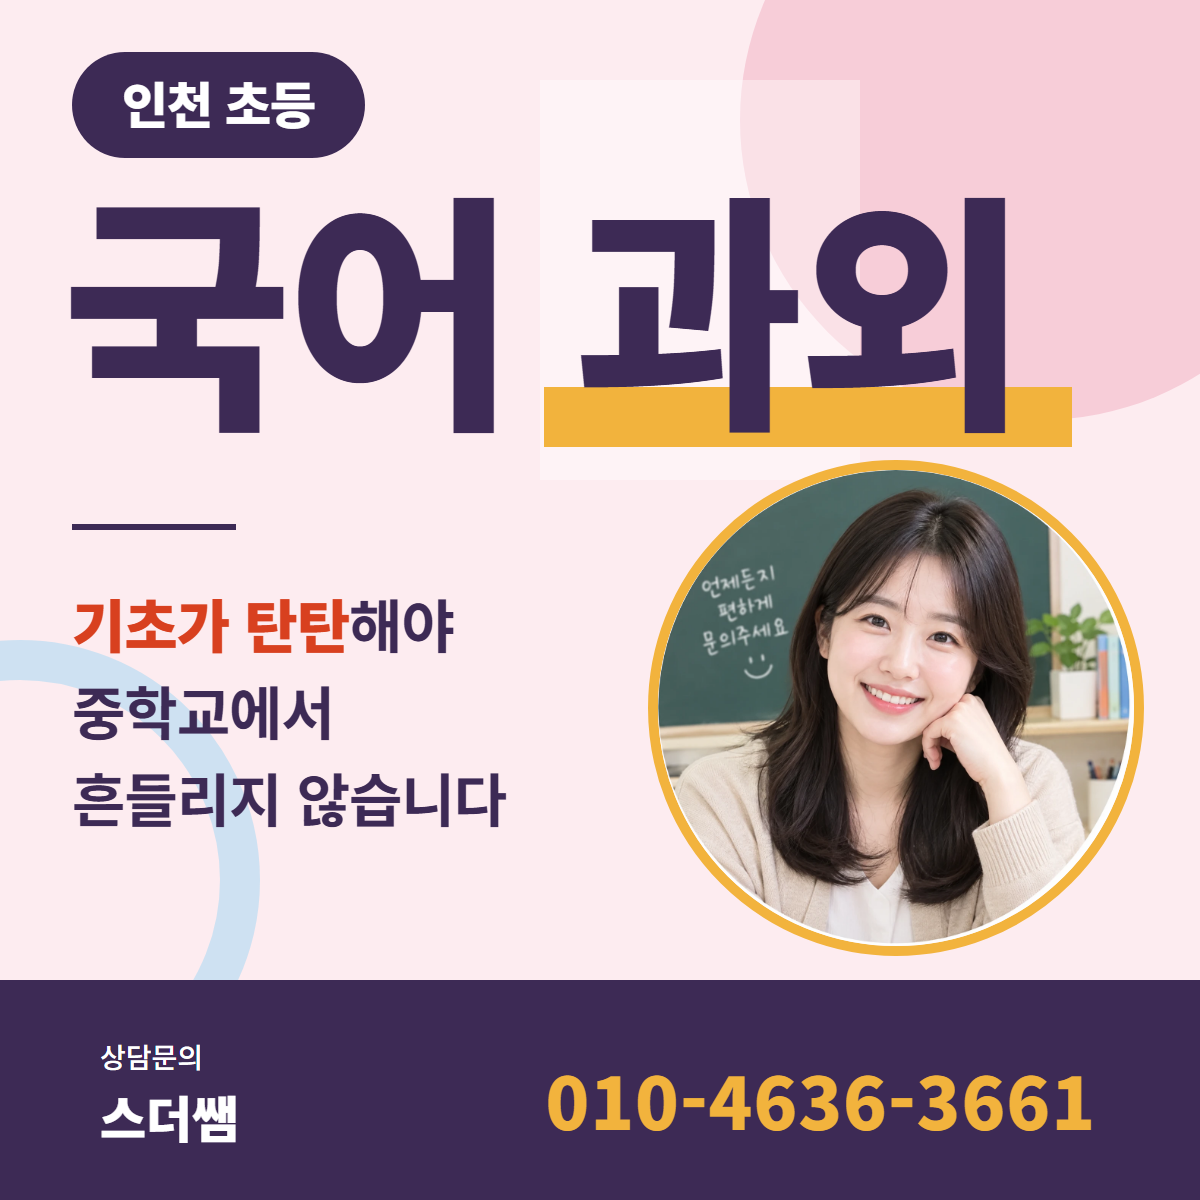 인천 초등
국어 과외
기초가 탄탄해야
중학교에서
흔들리지 않습니다
언제든지
편하게
문의주세요
상담문의
스더쌤
010-4636-3661